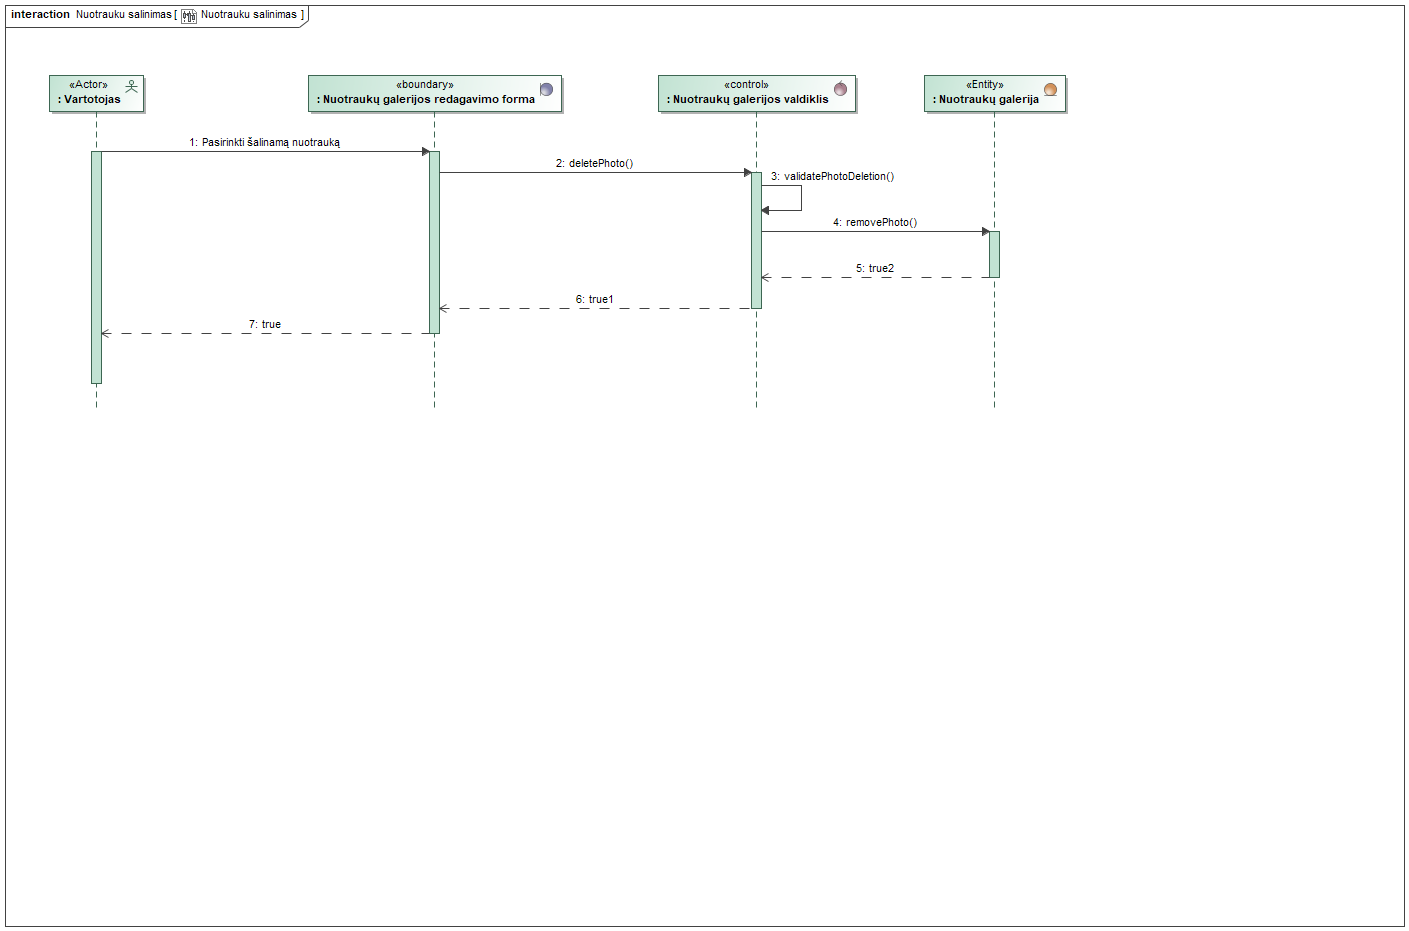 interaction Nuotrauku salinimas [ Nuotrauku salinimas ]
«Actor»
: Vartotojas
«boundary»
: Nuotraukų galerijos redagavimo forma
«control»
: Nuotraukų galerijos valdiklis
«Entity»
: Nuotraukų galerija
1: Pasirinkti šalinamą nuotrauką
2: deletePhoto()
3: validatePhotoDeletion()
4: removePhoto()
5: true2
6: true1
7: true